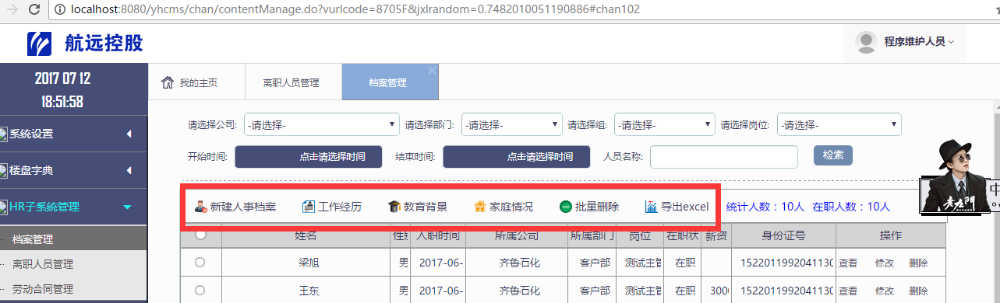 localhost:8080/yhcms/chan/contentManage.do?vurlcode=8705F&jxlrandom=0.7482010051190886#chan102
航远控股
程序维护人员
2017 07 12
18:51:58
我的主页 离职人员管理 档案管理
请选择公司: -请选择- 请选择部门: -请选择- 请选择组: -请选择- 请选择岗位: -请选择-
开始时间: 点击请选择时间 结束时间: 点击请选择时间 人员名称: 检索
系统设置
楼盘字典
HR子系统管理
档案管理
离职人员管理
劳动合同管理
新建人事档案 工作经历 教育背景 家庭情况 批量删除 导出excel 统计人数：10人 在职人数：10人
姓名 性别 入职时间 所属公司 所属部门 岗位 在职状 薪资 身份证号 操作
梁旭 男 2017-06- 齐鲁石化 客户部 测试主管 在职 1522011992041130 查看 修改 删除
王东 男 2017-06- 齐鲁石化 客户部 测试主管 在职 3000 1522011992041130 查看 修改 删除
老九門
中